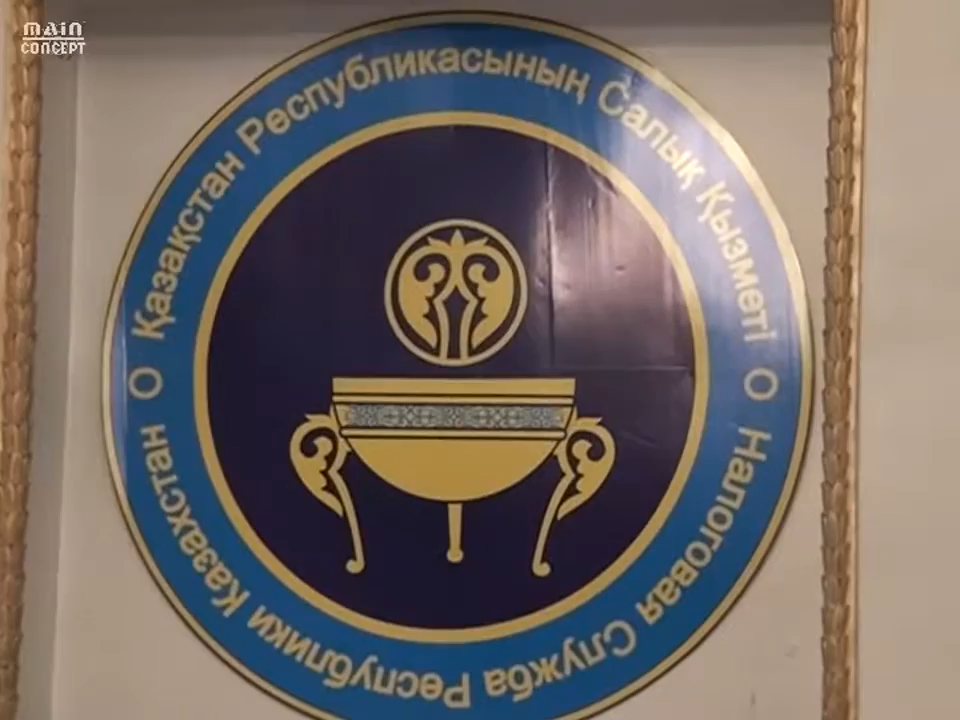 MAIN
CONCEPT
Қазақстан Республикасының Салық Қызметі
Налоговая Служба Республики Казахстан